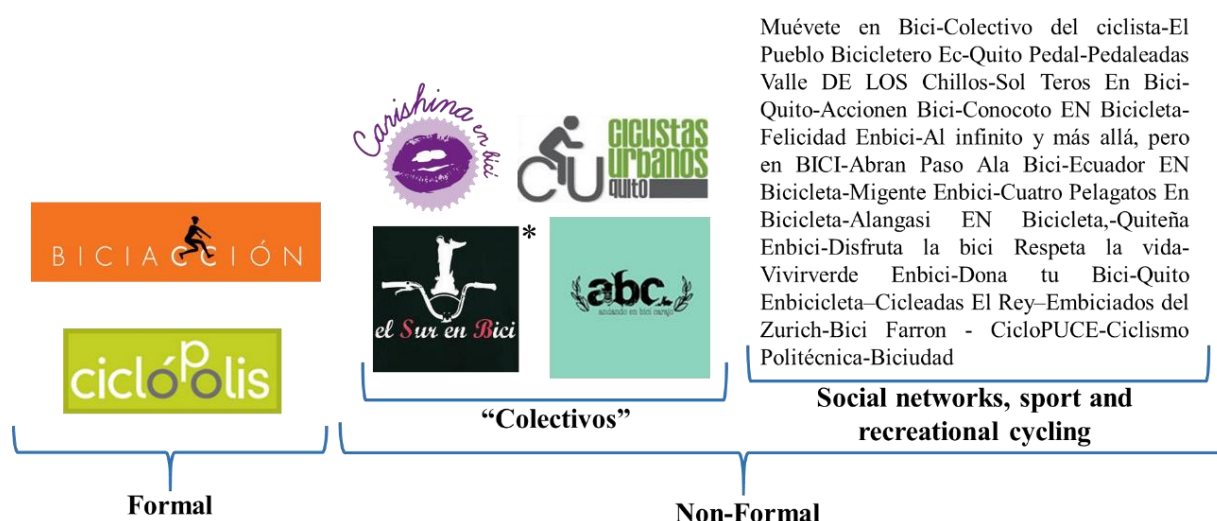 BICIACCIÓN
ciclópolis
Formal
Carishina en bici
ciclistas
urbanos
CU quito
*
el Sur en Bici
abc
andando en bici carajo
“Colectivos”
Muévete en Bici-Colectivo del ciclista-El
Pueblo Bicicletero Ec-Quito Pedal-Pedaleadas
Valle DE LOS Chillos-Sol Teros En Bici-
Quito-Accionen Bici-Conocoto EN Bicicleta-
Felicidad Enbici-Al infinito y más allá, pero
en BICI-Abran Paso Ala Bici-Ecuador EN
Bicicleta-Migente Enbici-Cuatro Pelagatos En
Bicicleta-Alangasi EN Bicicleta,-Quiteña
Enbici-Disfruta la bici Respeta la vida-
Vivirverde Enbici-Dona tu Bici-Quito
Enbicicleta–Cicleadas El Rey–Embiciados del
Zurich-Bici Farron - CicloPUCE-Ciclismo
Politécnica-Biciudad
Social networks, sport and
recreational cycling
Non-Formal